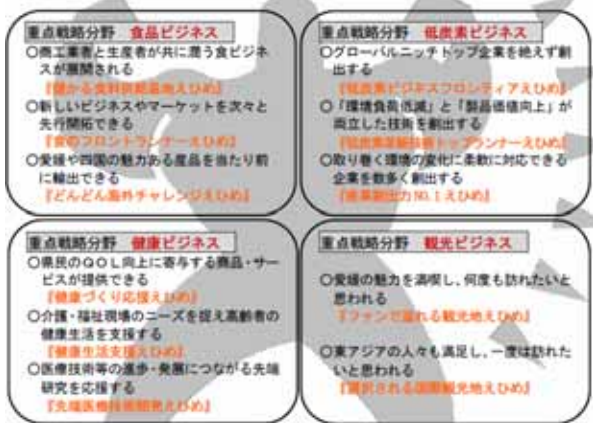 重点戦略分野 食品ビジネス
○商工業者と生産者が共に潤う食ビジネ
スが展開される
『儲かる食料供給基地えひめ』
○新しいビジネスやマーケットを次々と
先行開拓できる
『食のフロントランナーえひめ』
○愛媛や四国の魅力ある産品を当たり前
に輸出できる
『どんどん海外チャレンジえひめ』
重点戦略分野 低炭素ビジネス
○グローバルニッチトップ企業を絶えず創
出する
『低炭素ビジネスフロンティアえひめ』
○「環境負荷低減」と「製品価値向上」が
両立した技術を創出する
『低炭素技術トップランナーえひめ』
○取り巻く環境の変化に柔軟に対応できる
企業を数多く創出する
『産業創出力 NO.1 えひめ』
重点戦略分野 健康ビジネス
○県民のQOL向上に寄与する商品・サー
ビスが提供できる
『健康づくり応援えひめ』
○介護・福祉現場のニーズを捉え高齢者の
健康生活を支援する
『健康生活支援えひめ』
○医療技術等の進歩・発展につながる先端
研究を応援する
『先端医療技術開発えひめ』
重点戦略分野 観光ビジネス
○愛媛の魅力を満喫し、何度も訪れたいと
思われる
『ファンで溢れる観光地えひめ』
○東アジアの人々も満足し、一度は訪れた
いと思われる
『選択される国際観光地えひめ』